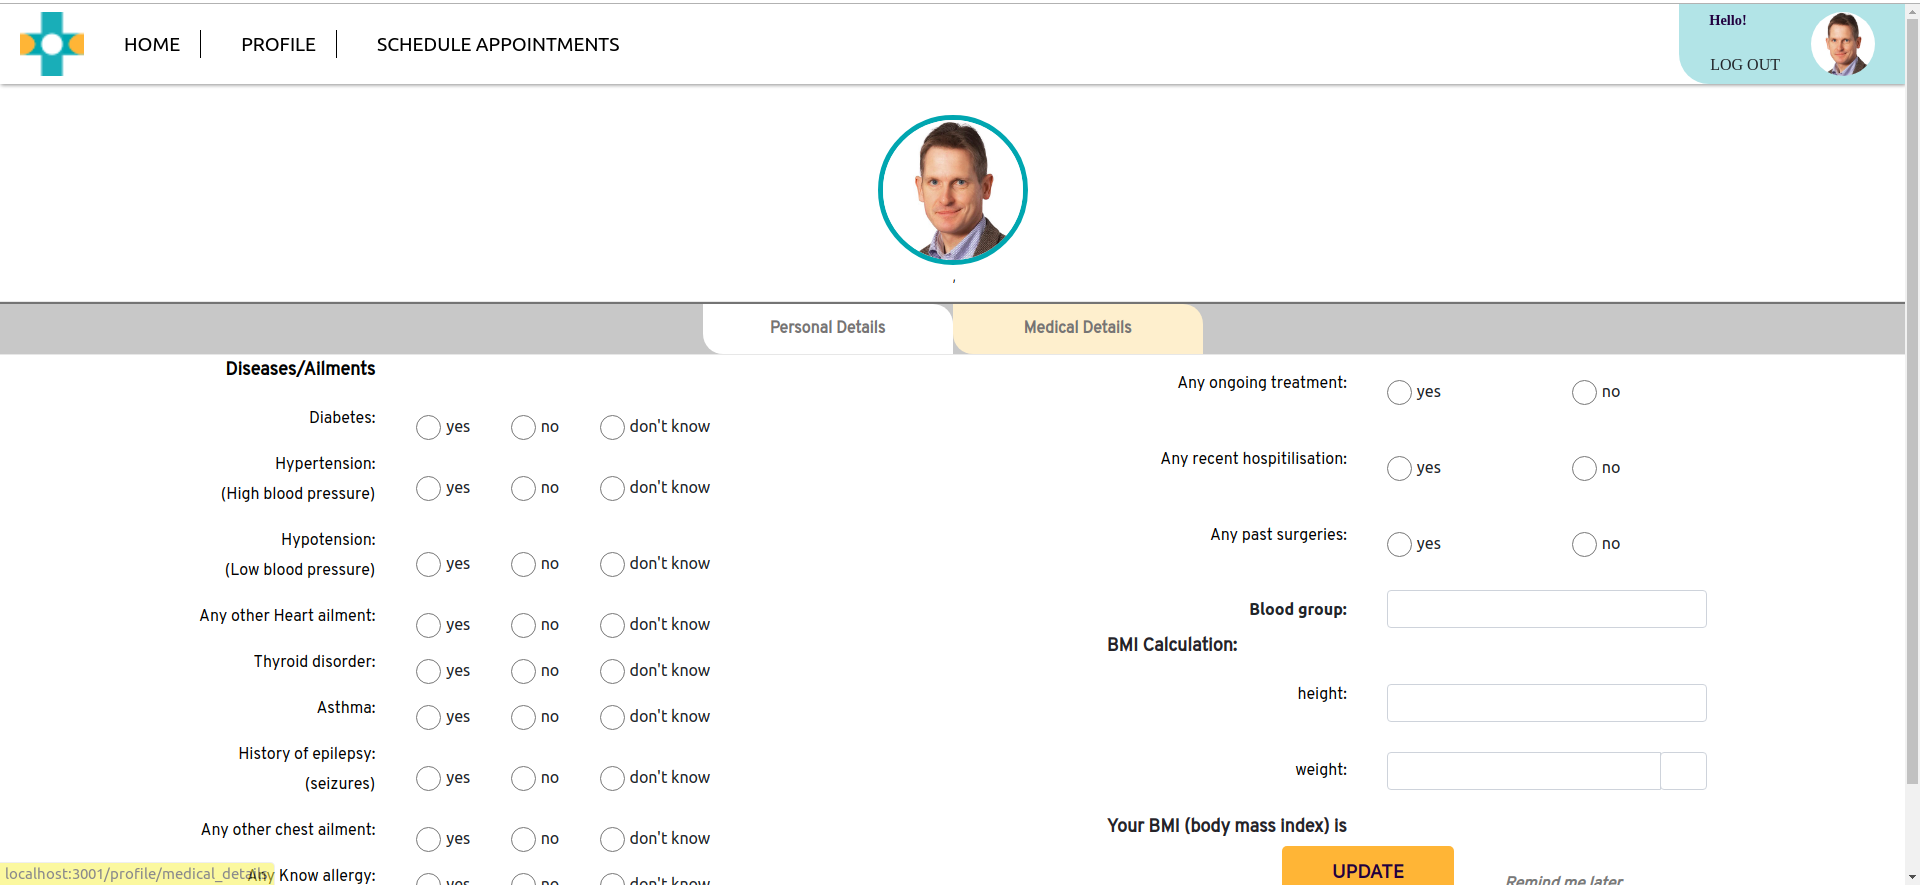 HOME PROFILE SCHEDULE APPOINTMENTS
Hello!
LOG OUT
,
Personal Details Medical Details
Diseases/Ailments
Diabetes: yes no don't know
Hypertension:
(High blood pressure) yes no don't know
Hypotension:
(Low blood pressure) yes no don't know
Any other Heart ailment: yes no don't know
Thyroid disorder: yes no don't know
Asthma: yes no don't know
History of epilepsy:
(seizures) yes no don't know
Any other chest ailment: yes no don't know
Any Know allergy: yes no don't know
Any ongoing treatment: yes no
Any recent hospitilisation: yes no
Any past surgeries: yes no
Blood group:
BMI Calculation:
height:
weight:
Your BMI (body mass index) is
UPDATE
Remind me later
localhost:3001/profile/medical_details